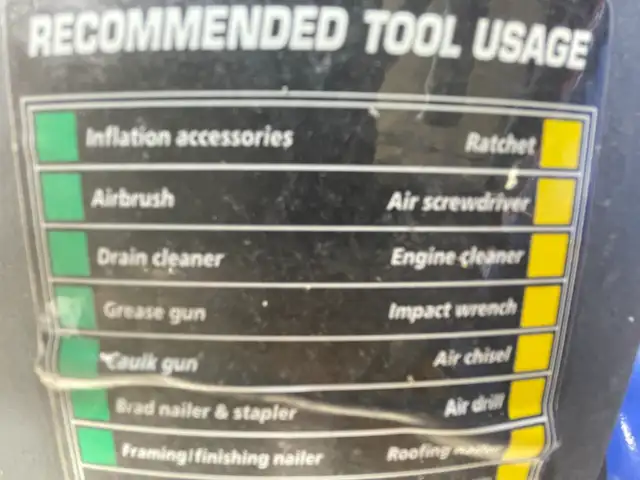 RECOMMENDED TOOL USAGE
Inflation accessories Ratchet
Airbrush Air screwdriver
Drain cleaner Engine cleaner
Grease gun Impact wrench
Caulk gun Air chisel
Brad nailer & stapler Air drill
Framing/finishing nailer Roofing nailer